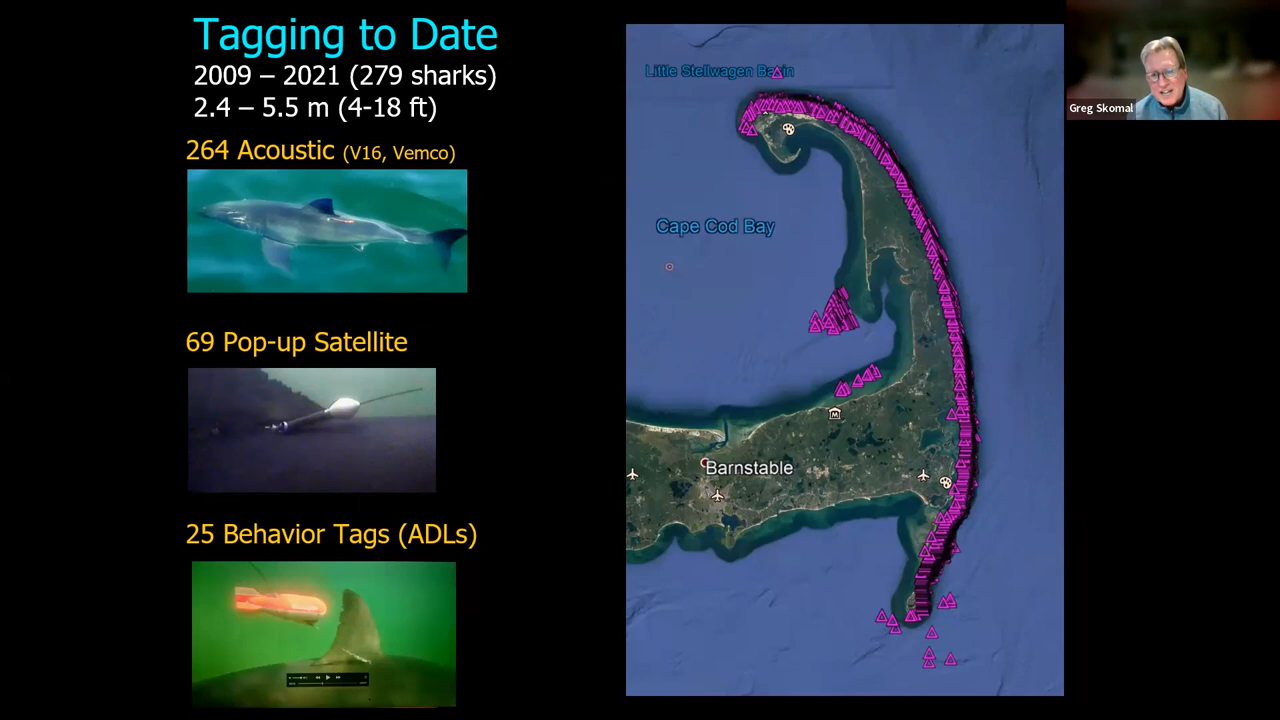 Tagging to Date
2009 – 2021 (279 sharks)
2.4 – 5.5 m (4-18 ft)
264 Acoustic (V16, Vemco)
69 Pop-up Satellite
25 Behavior Tags (ADLs)
Little Stellwagen Basin
Cape Cod Bay
Barnstable
Greg Skomal